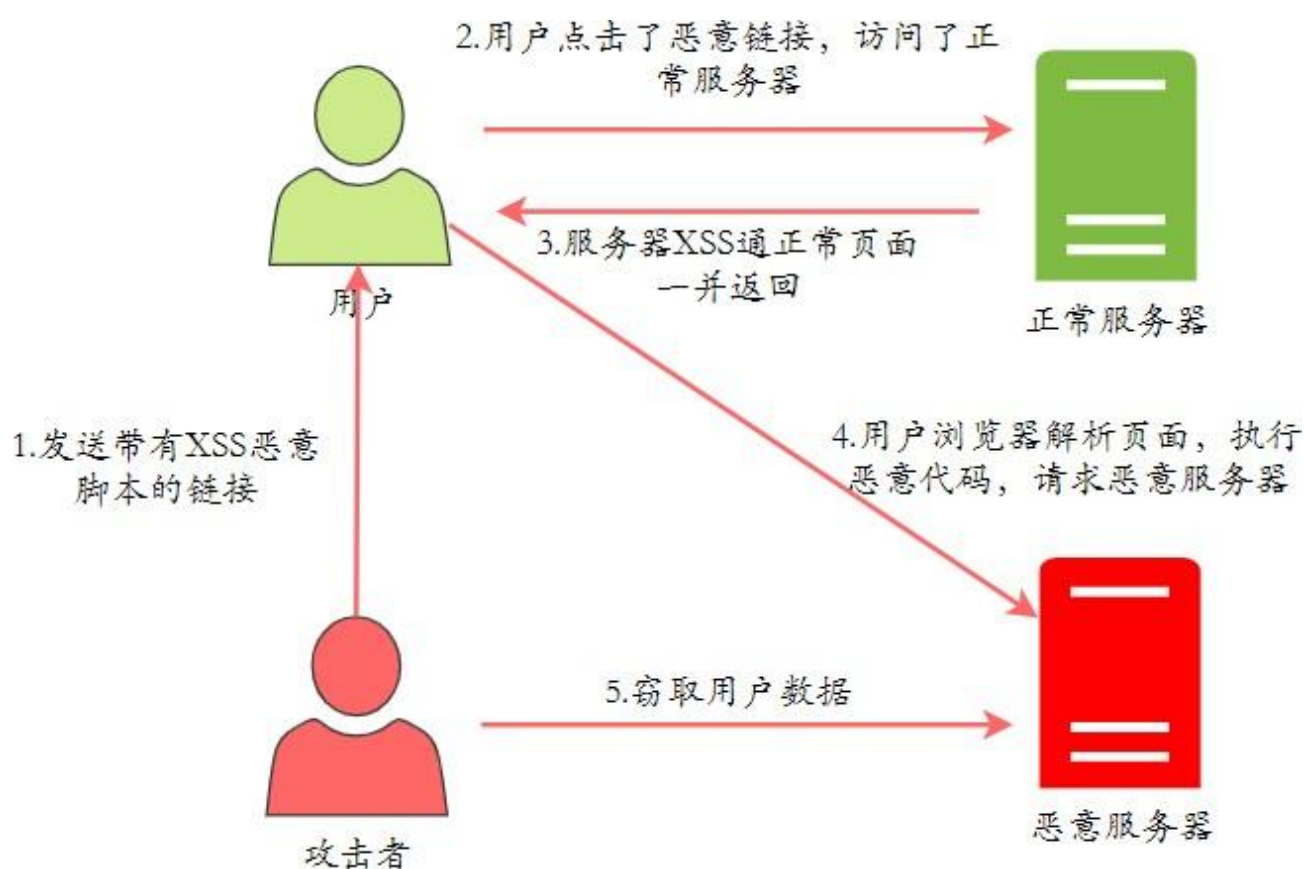 2.用户点击了恶意链接，访问了正
常服务器
3.服务器XSS通正常页面
一并返回
用户
正常服务器
1.发送带有XSS恶意
脚本的链接
4.用户浏览器解析页面，执行
恶意代码，请求恶意服务器
5.窃取用户数据
攻击者
恶意服务器